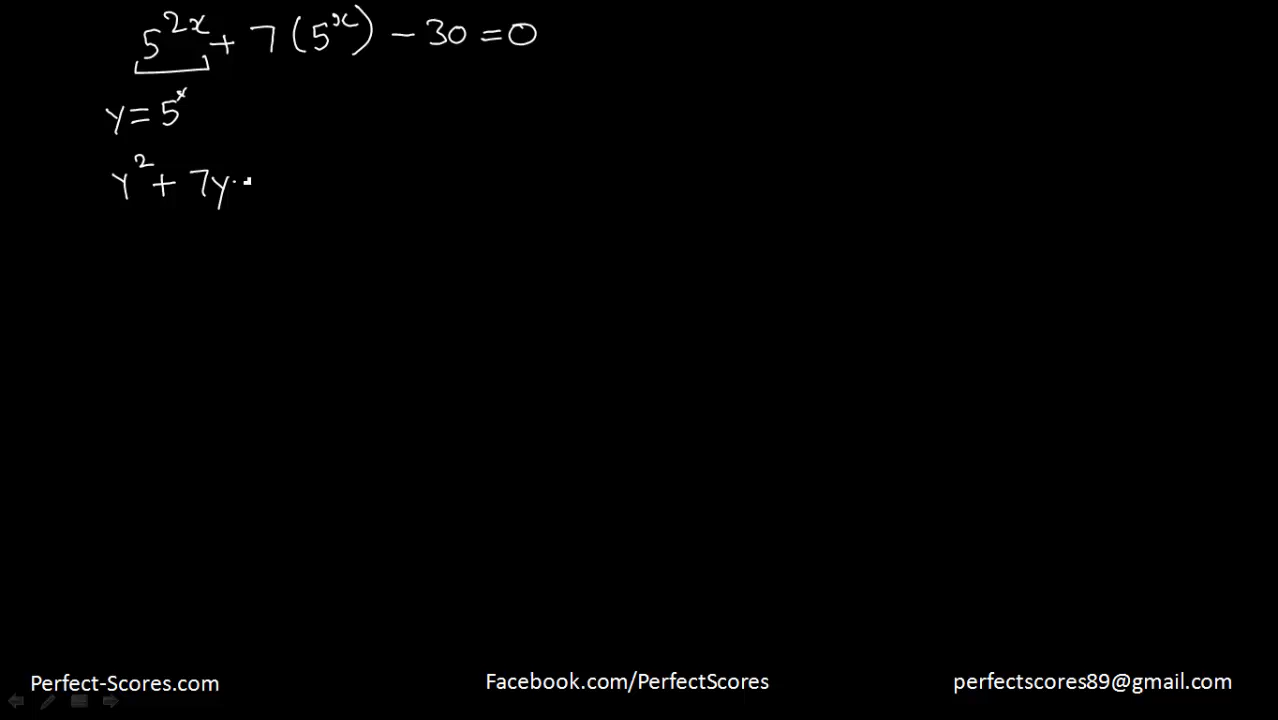 5^{2x} + 7(5^x) - 30 = 0
y = 5^x
y^2 + 7y -
Perfect-Scores.com
Facebook.com/PerfectScores
perfectscores89@gmail.com